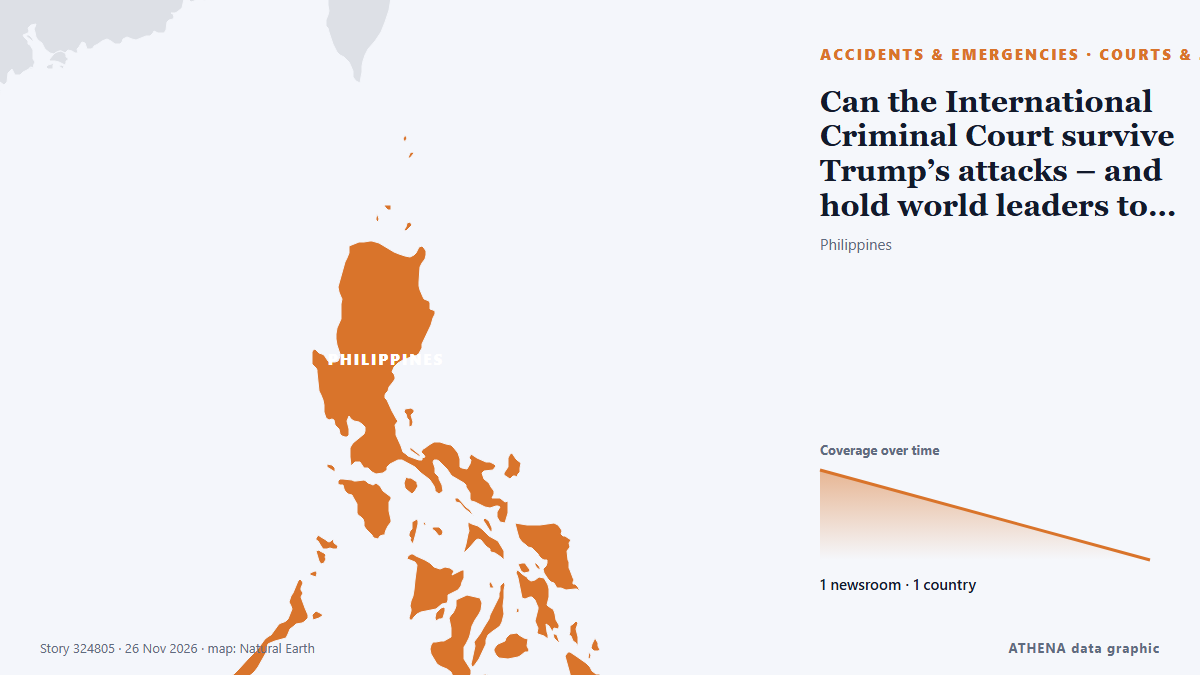 ACCIDENTS & EMERGENCIES · COURTS &
Can the International
Criminal Court survive
Trump’s attacks – and
hold world leaders to…
Philippines
PHILIPPINES
Coverage over time
1 newsroom · 1 country
Story 324805 · 26 Nov 2026 · map: Natural Earth
ATHENA data graphic